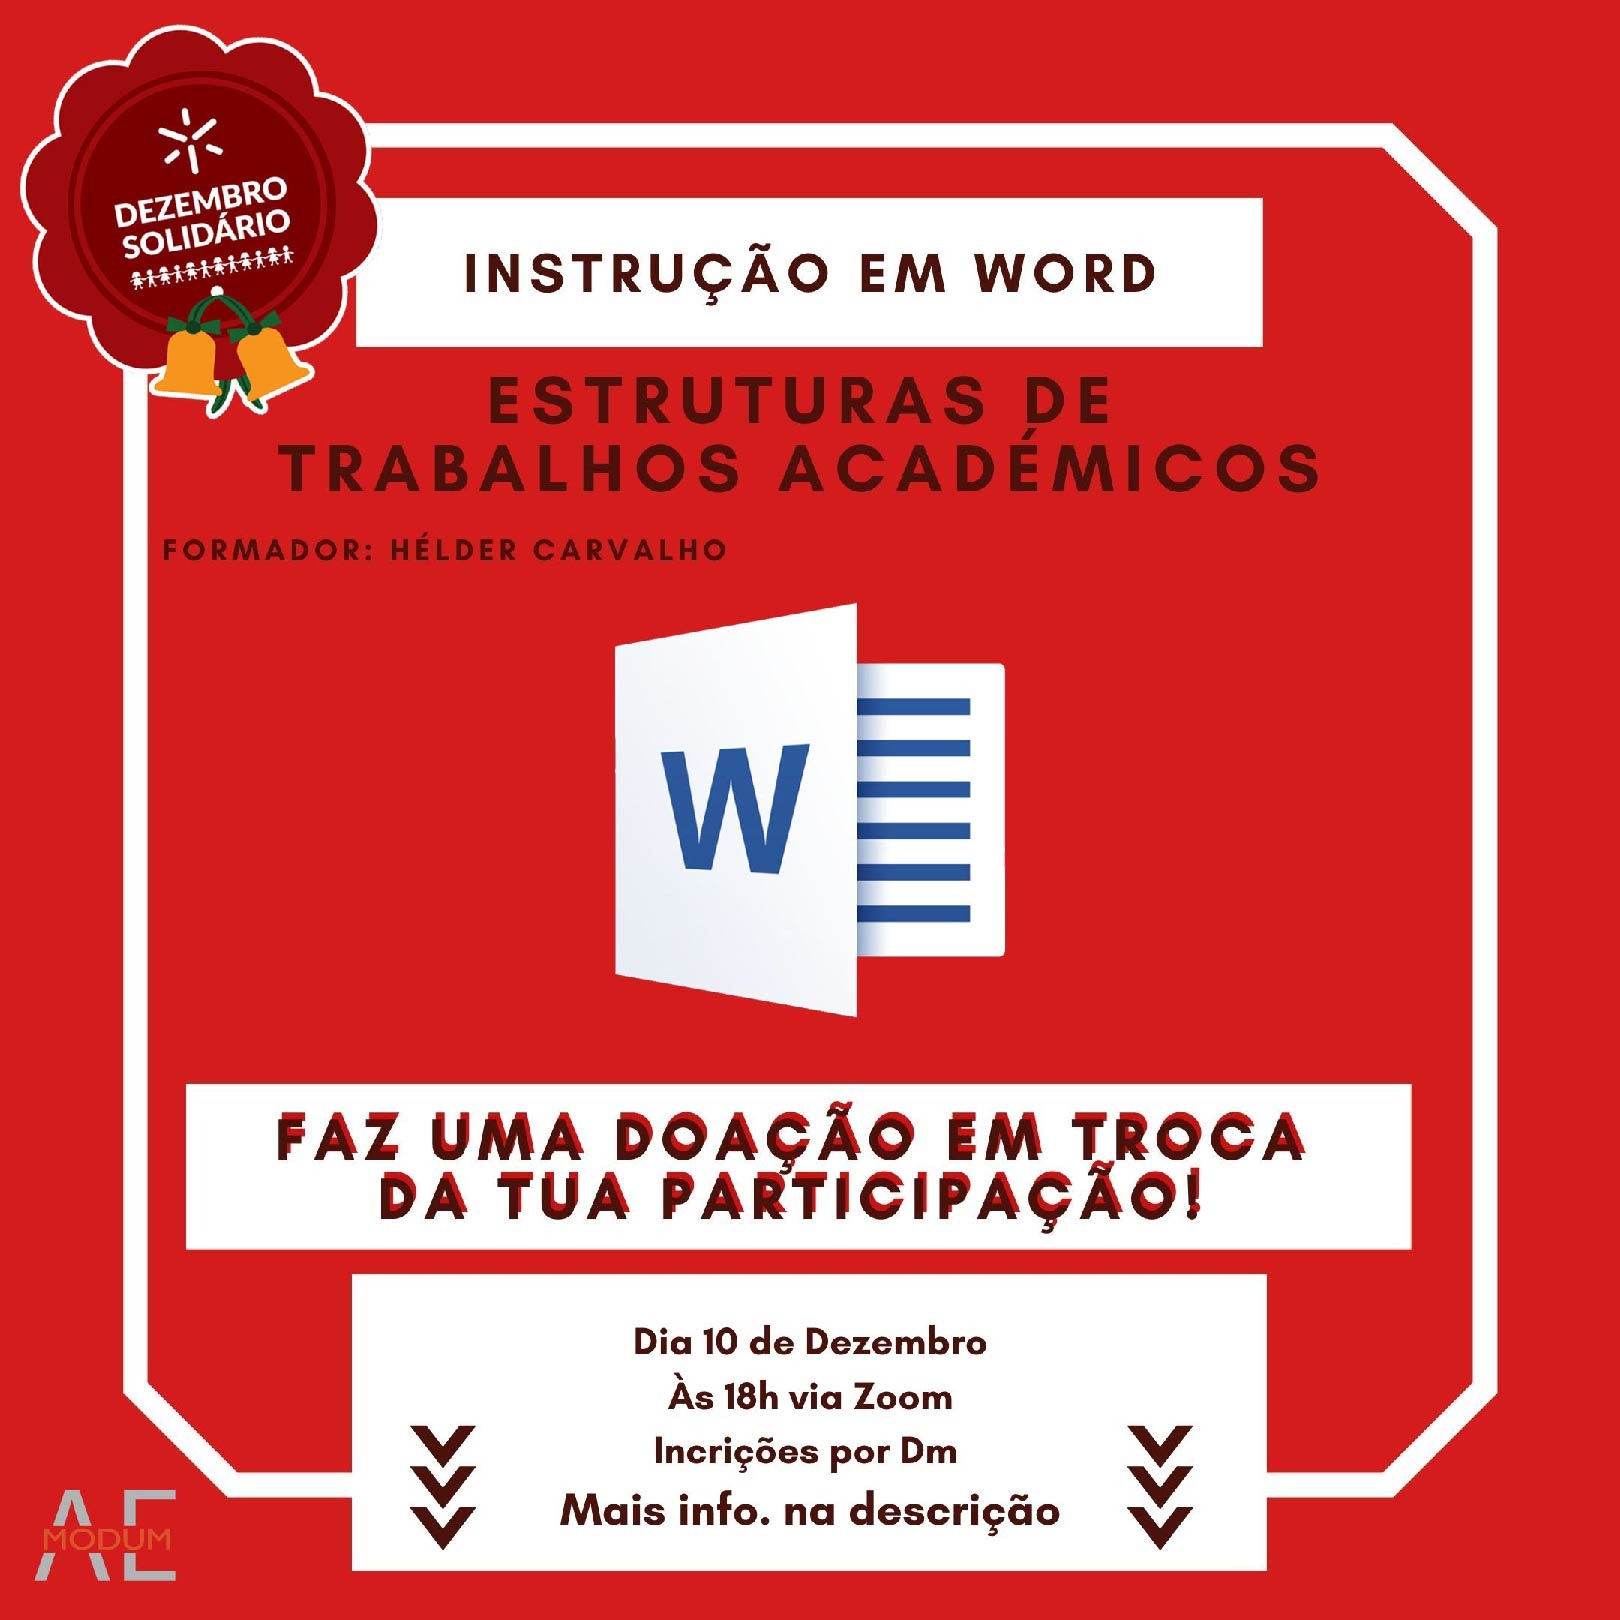 DEZEMBRO
SOLIDÁRIO
INSTRUÇÃO EM WORD
ESTRUTURAS DE
TRABALHOS ACADÉMICOS
FORMADOR: HÉLDER CARVALHO
W
FAZ UMA DOAÇÃO EM TROCA
DA TUA PARTICIPAÇÃO!
Dia 10 de Dezembro
Às 18h via Zoom
Incrições por Dm
Mais info. na descrição
AE
MODUM